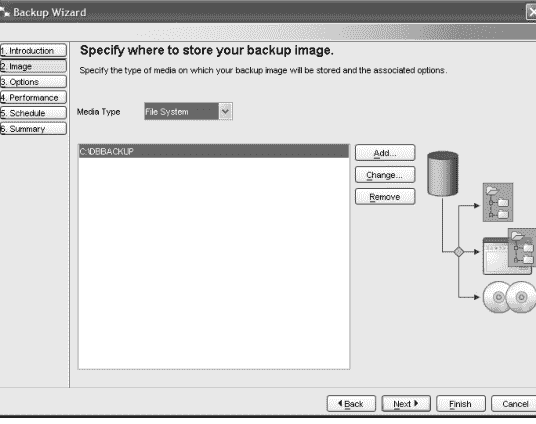 Backup Wizard
1. Introduction
2. Image
3. Options
4. Performance
5. Schedule
6. Summary
Specify where to store your backup image.
Specify the type of media on which your backup image will be stored and the associated options.
Media Type
File System
C:\DBBACKUP
Add...
Change...
Remove
Back
Next
Finish
Cancel